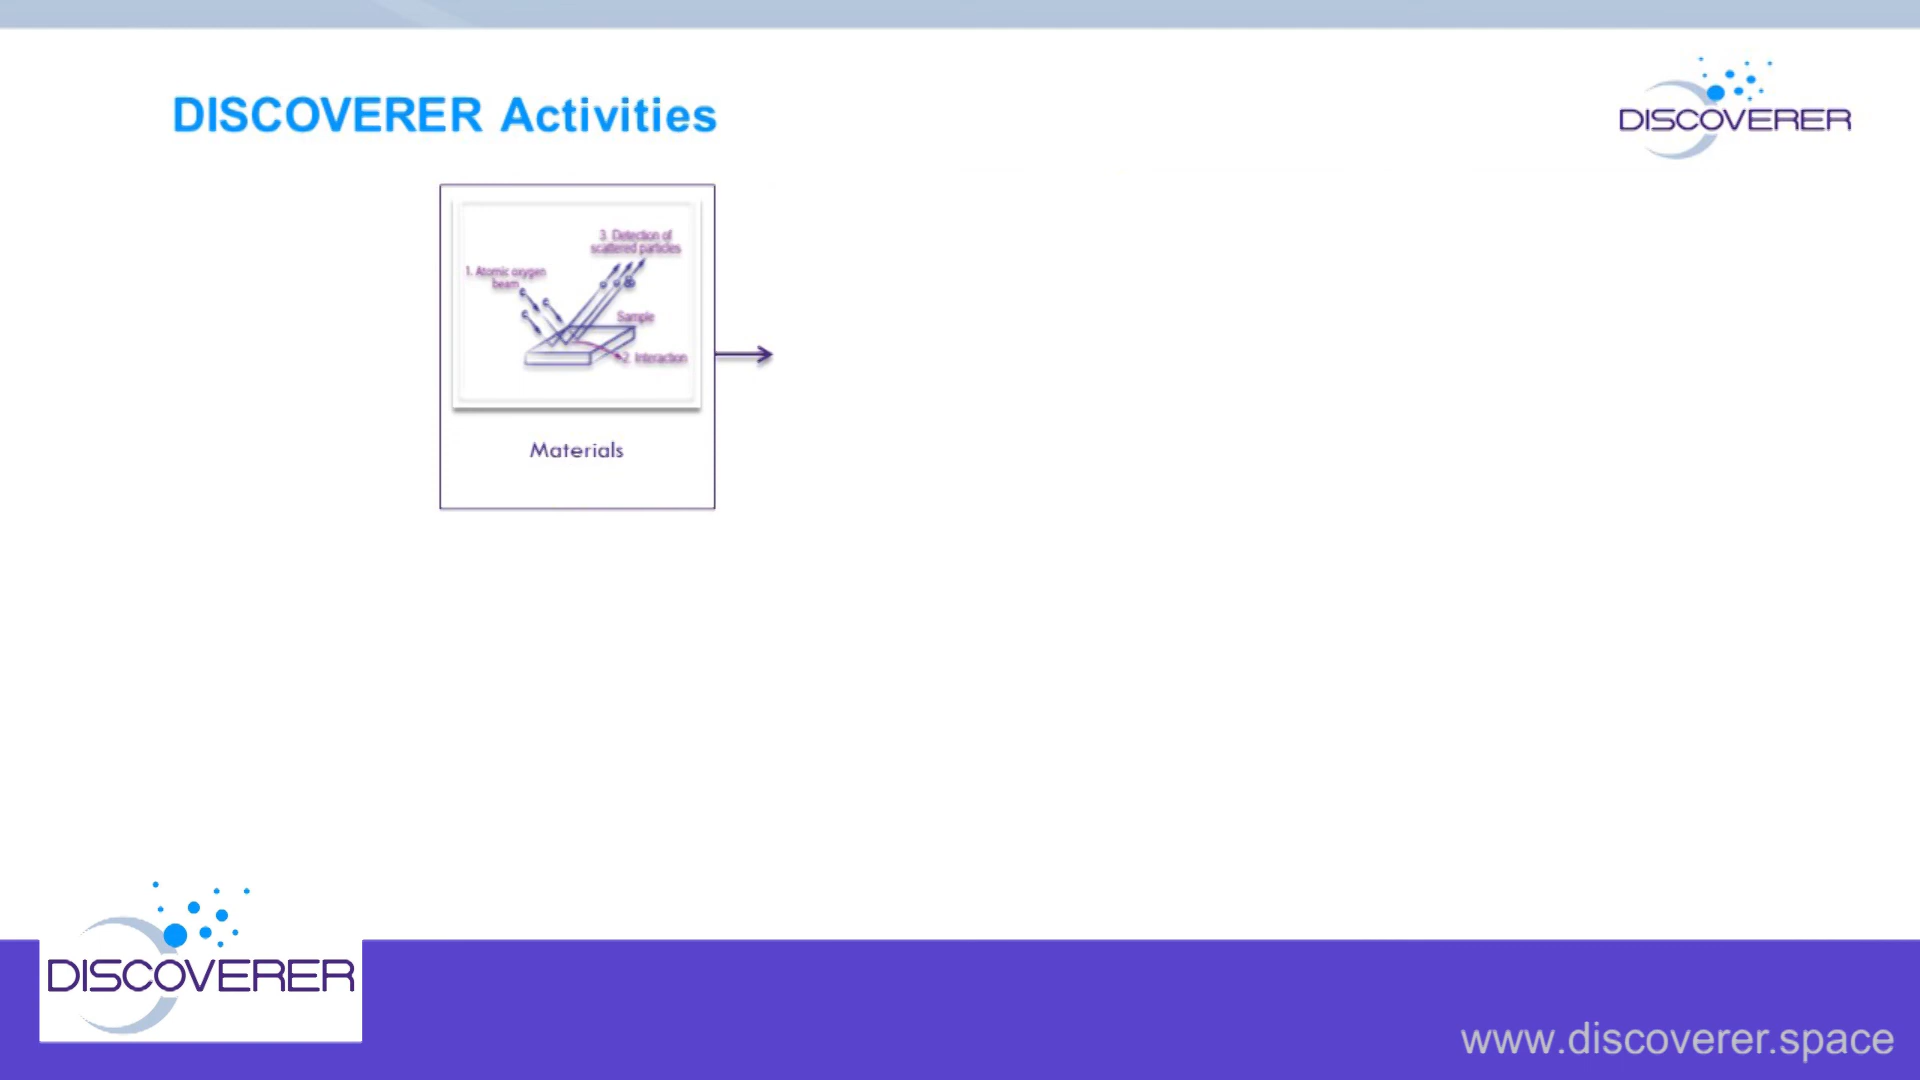 DISCOVERER Activities
DISCOVERER
3. Detection of
scattered particles
1. Atomic oxygen
beam
Sample
2. Interaction
Materials
DISCOVERER
www.discoverer.space